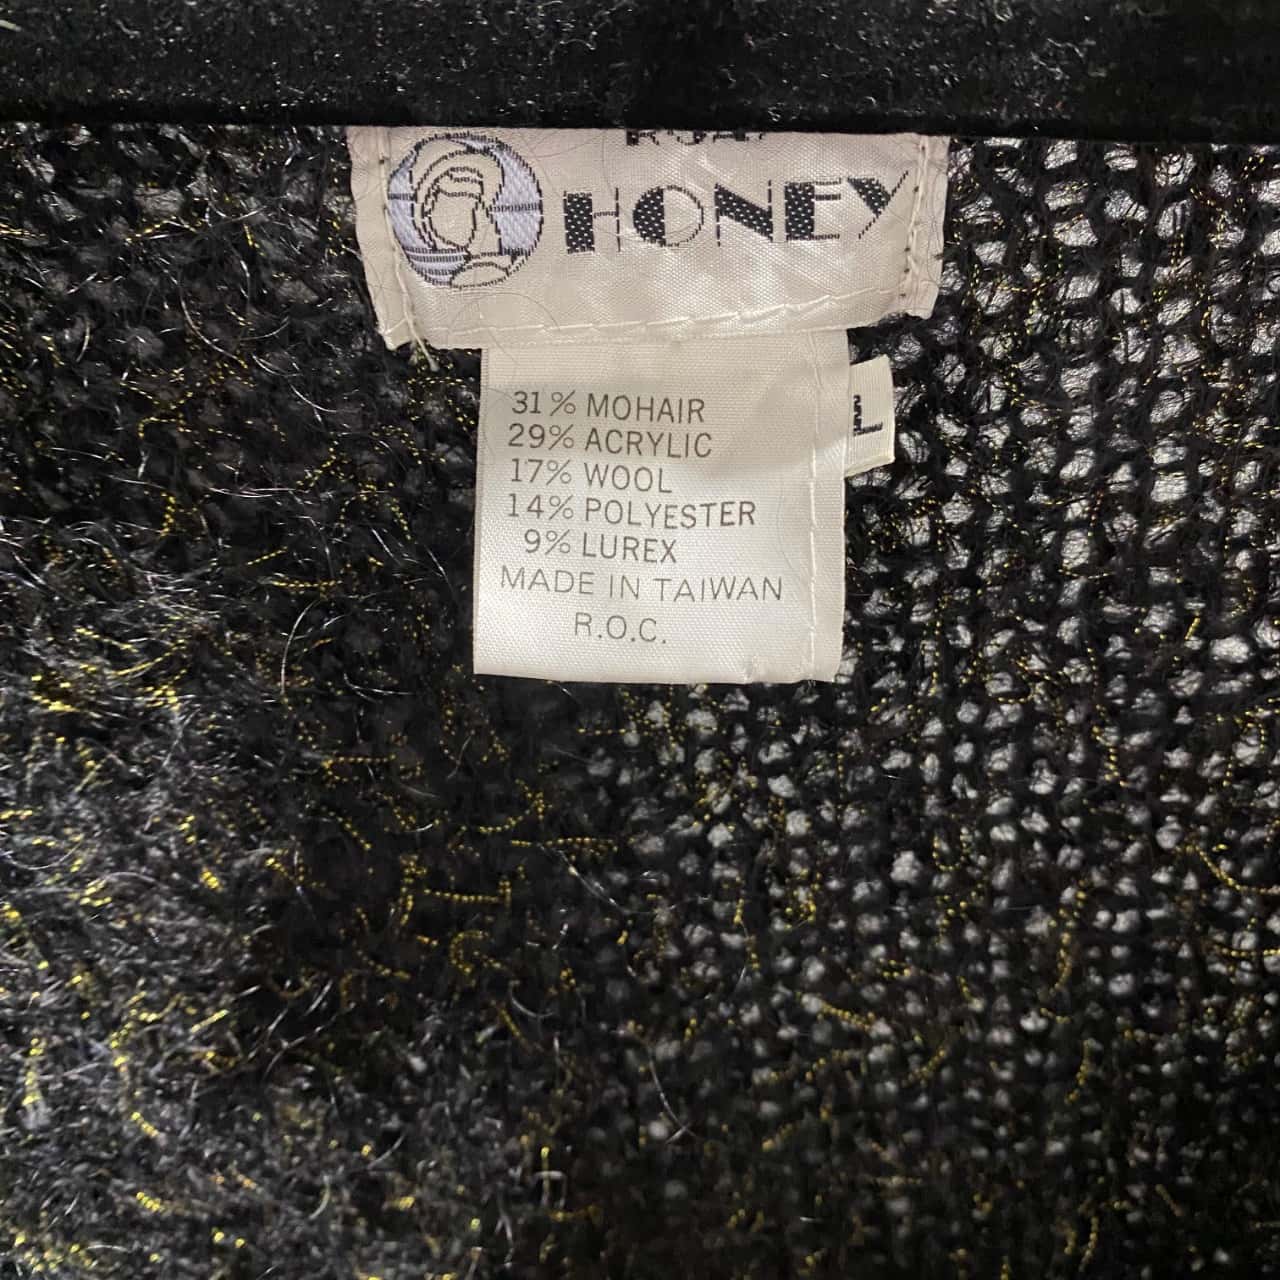 HONEY
31% MOHAIR
29% ACRYLIC
17% WOOL
14% POLYESTER
9% LUREX
MADE IN TAIWAN
R.O.C.